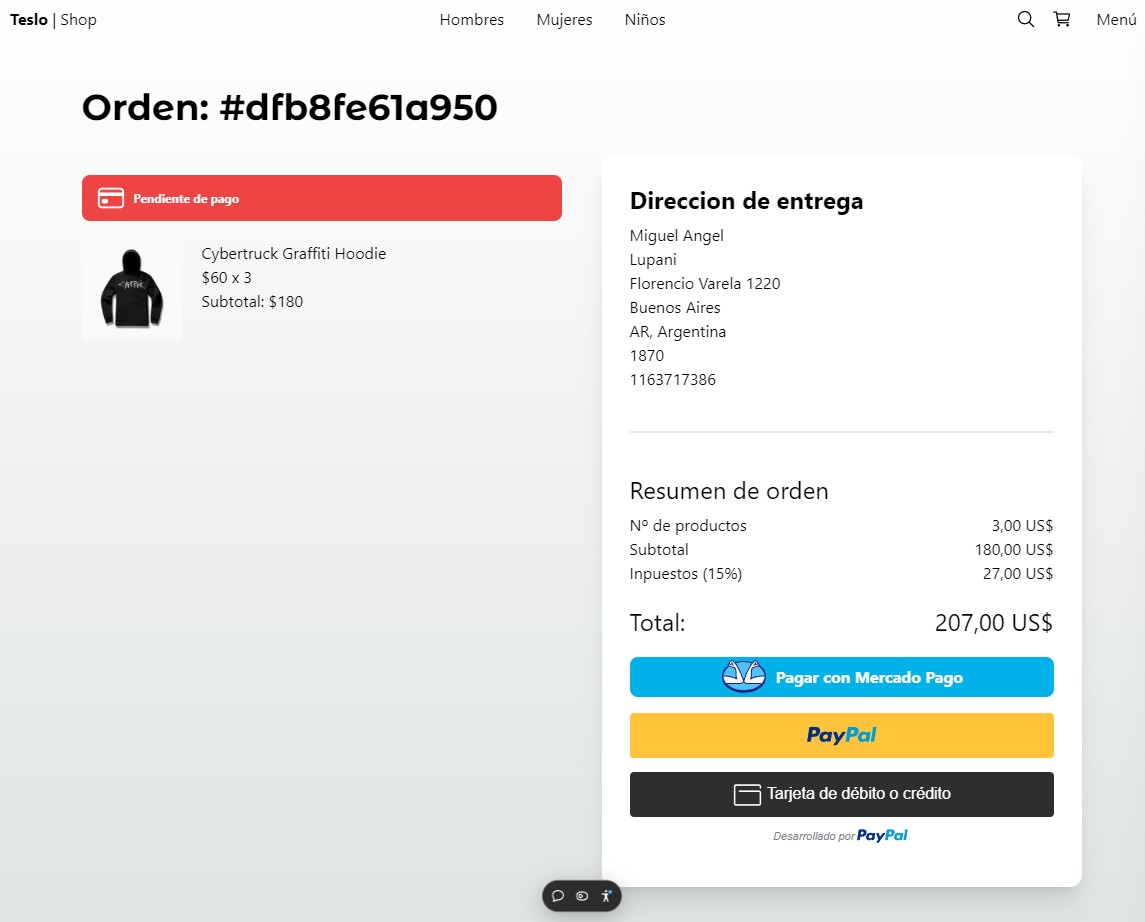 Teslo | Shop
Hombres
Mujeres
Niños
Menú
Orden: #dfb8fe61a950
Pendiente de pago
Cybertruck Graffiti Hoodie
$60 x 3
Subtotal: $180
Direccion de entrega
Miguel Angel
Lupani
Florencio Varela 1220
Buenos Aires
AR, Argentina
1870
1163717386
Resumen de orden
Nº de productos 3,00 US$
Subtotal 180,00 US$
Inpuestos (15%) 27,00 US$
Total: 207,00 US$
Pagar con Mercado Pago
PayPal
Tarjeta de débito o crédito
Desarrollado por PayPal